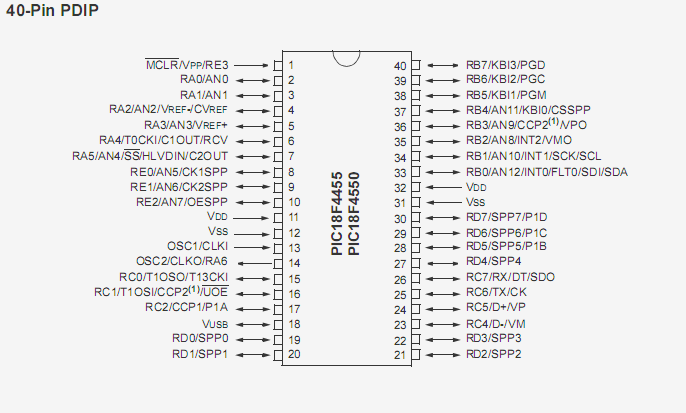 40-Pin PDIP
MCLR/VPP/RE3 1
RA0/AN0 2
RA1/AN1 3
RA2/AN2/VREF-/CVREF 4
RA3/AN3/VREF+ 5
RA4/T0CKI/C1OUT/RCV 6
RA5/AN4/SS/HLVDIN/C2OUT 7
RE0/AN5/CK1SPP 8
RE1/AN6/CK2SPP 9
RE2/AN7/OESPP 10
VDD 11
VSS 12
OSC1/CLKI 13
OSC2/CLKO/RA6 14
RC0/T1OSO/T13CKI 15
RC1/T1OSI/CCP2(1)/UOE 16
RC2/CCP1/P1A 17
VUSB 18
RD0/SPP0 19
RD1/SPP1 20
PIC18F4455
PIC18F4550
40 RB7/KBI3/PGD
39 RB6/KBI2/PGC
38 RB5/KBI1/PGM
37 RB4/AN11/KBI0/CSSPP
36 RB3/AN9/CCP2(1)/VPO
35 RB2/AN8/INT2/VMO
34 RB1/AN10/INT1/SCK/SCL
33 RB0/AN12/INT0/FLT0/SDI/SDA
32 VDD
31 VSS
30 RD7/SPP7/P1D
29 RD6/SPP6/P1C
28 RD5/SPP5/P1B
27 RD4/SPP4
26 RC7/RX/DT/SDO
25 RC6/TX/CK
24 RC5/D+/VP
23 RC4/D-/VM
22 RD3/SPP3
21 RD2/SPP2